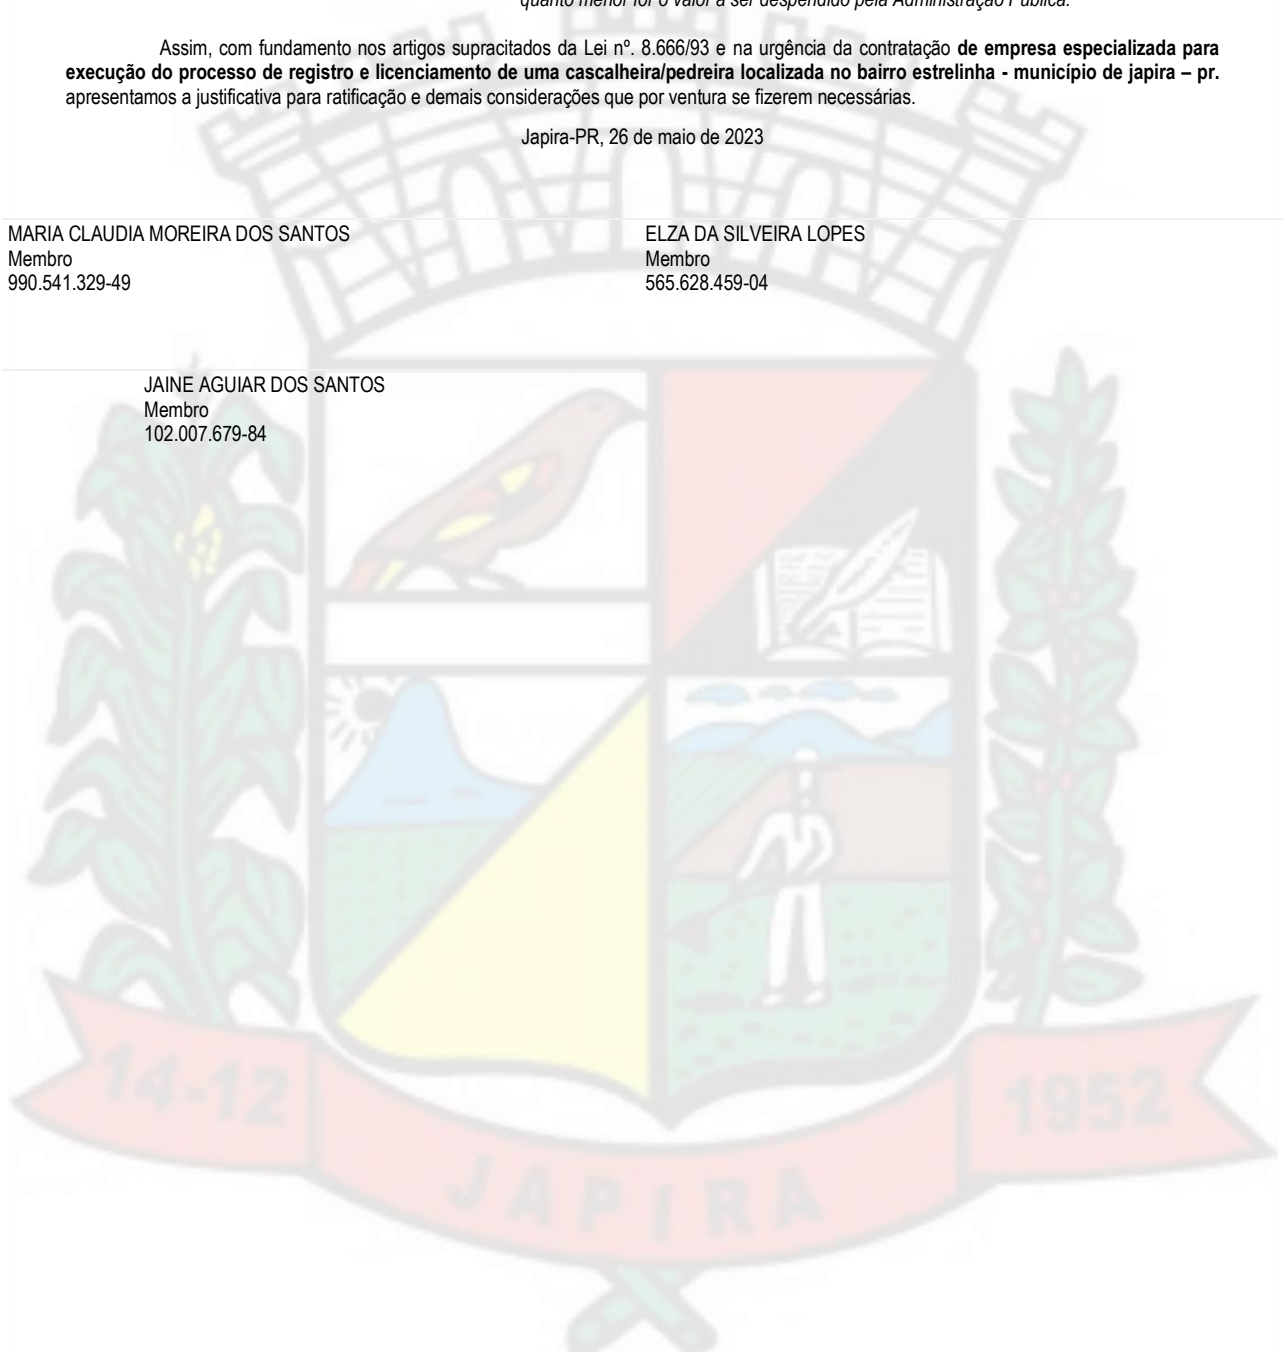 quanto menor for o valor a ser despendido pela Administração Pública.
Assim, com fundamento nos artigos supracitados da Lei nº. 8.666/93 e na urgência da contratação de empresa especializada para
execução do processo de registro e licenciamento de uma cascalheira/pedreira localizada no bairro estrelinha - município de japira – pr.
apresentamos a justificativa para ratificação e demais considerações que por ventura se fizerem necessárias.
Japira-PR, 26 de maio de 2023
MARIA CLAUDIA MOREIRA DOS SANTOS
Membro
990.541.329-49
ELZA DA SILVEIRA LOPES
Membro
565.628.459-04
JAINE AGUIAR DOS SANTOS
Membro
102.007.679-84
14-12
1952
JAPIRA